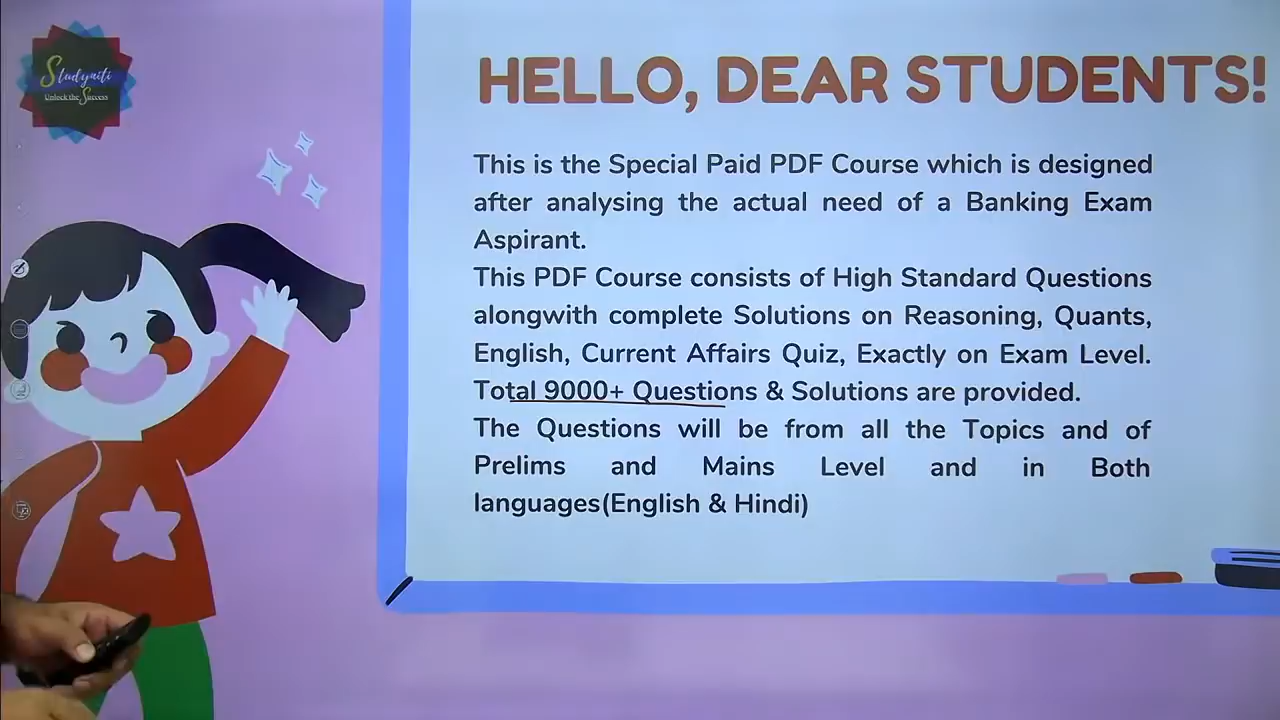 Studyniti
Unlock the Success
HELLO, DEAR STUDENTS!
This is the Special Paid PDF Course which is designed
after analysing the actual need of a Banking Exam
Aspirant.
This PDF Course consists of High Standard Questions
alongwith complete Solutions on Reasoning, Quants,
English, Current Affairs Quiz, Exactly on Exam Level.
Total 9000+ Questions & Solutions are provided.
The Questions will be from all the Topics and of
Prelims and Mains Level and in Both
languages(English & Hindi)